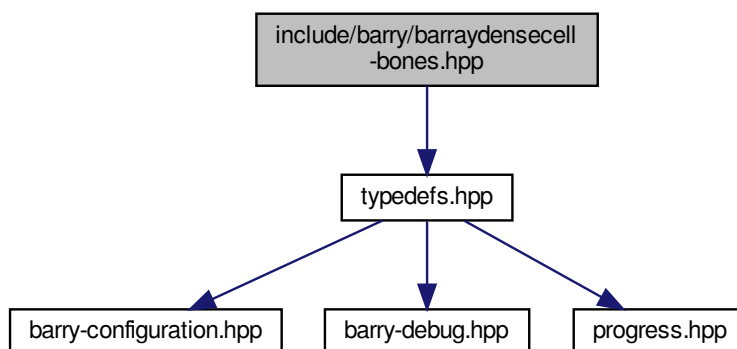 include/barry/barraydensecell
-bones.hpp
typedefs.hpp
barry-configuration.hpp
barry-debug.hpp
progress.hpp